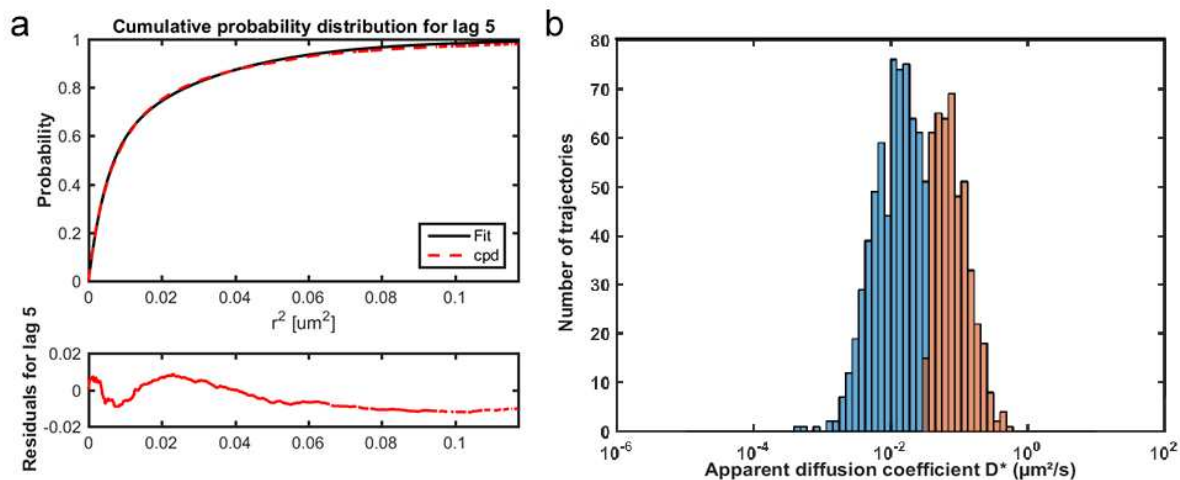 a
Cumulative probability distribution for lag 5
1
0.8
0.6
0.4
0.2
0
Probability
Fit
cpd
0 0.02 0.04 0.06 0.08 0.1
r² [um²]
Residuals for lag 5
0.02
0
-0.02
0 0.02 0.04 0.06 0.08 0.1
b
80
70
60
50
40
30
20
10
0
Number of trajectories
10⁻⁶ 10⁻⁴ 10⁻² 10⁰ 10²
Apparent diffusion coefficient D* (µm²/s)